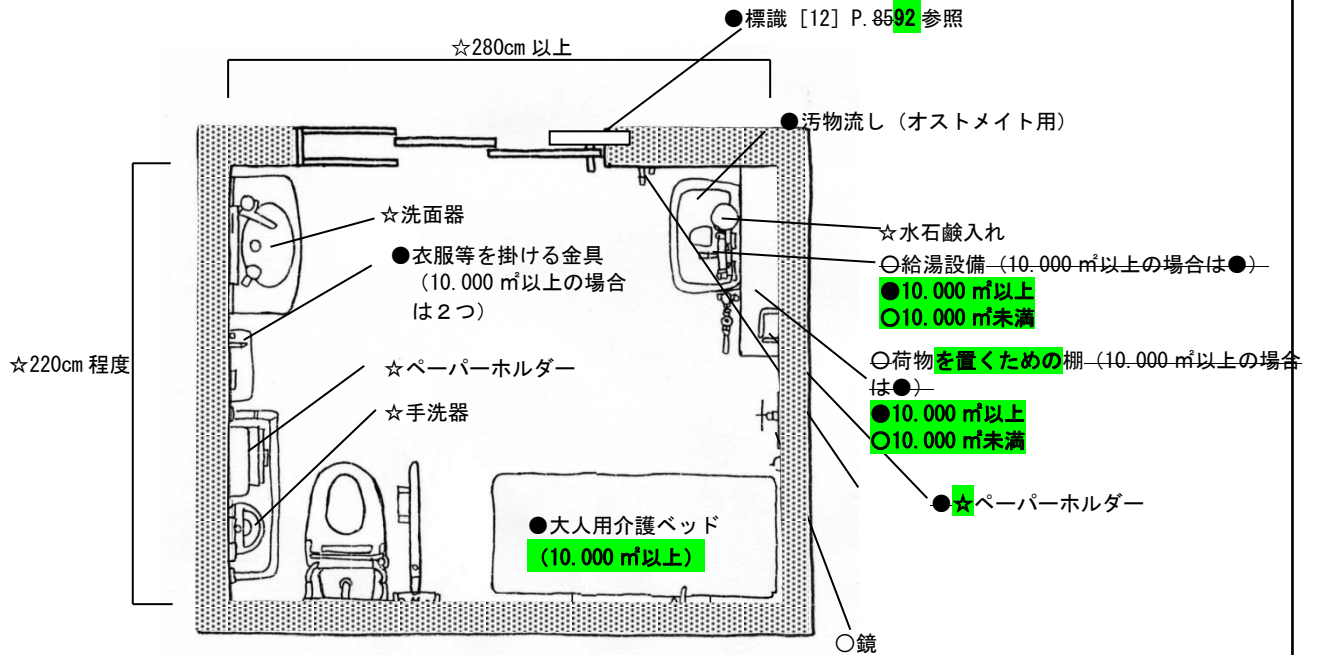 ●標識 [12] P.8592参照
☆280cm 以上
●汚物流し（オストメイト用）
☆洗面器
☆水石鹸入れ
●衣服等を掛ける金具
（10.000 ㎡以上の場合
は２つ）
○給湯設備（10.000 ㎡以上の場合は●）
●10.000 ㎡以上
○10.000 ㎡未満
☆220cm 程度
☆ペーパーホルダー
○荷物を置くための棚（10.000 ㎡以上の場合
は●）
●10.000 ㎡以上
○10.000 ㎡未満
☆手洗器
●☆ペーパーホルダー
●大人用介護ベッド
（10.000 ㎡以上）
○鏡